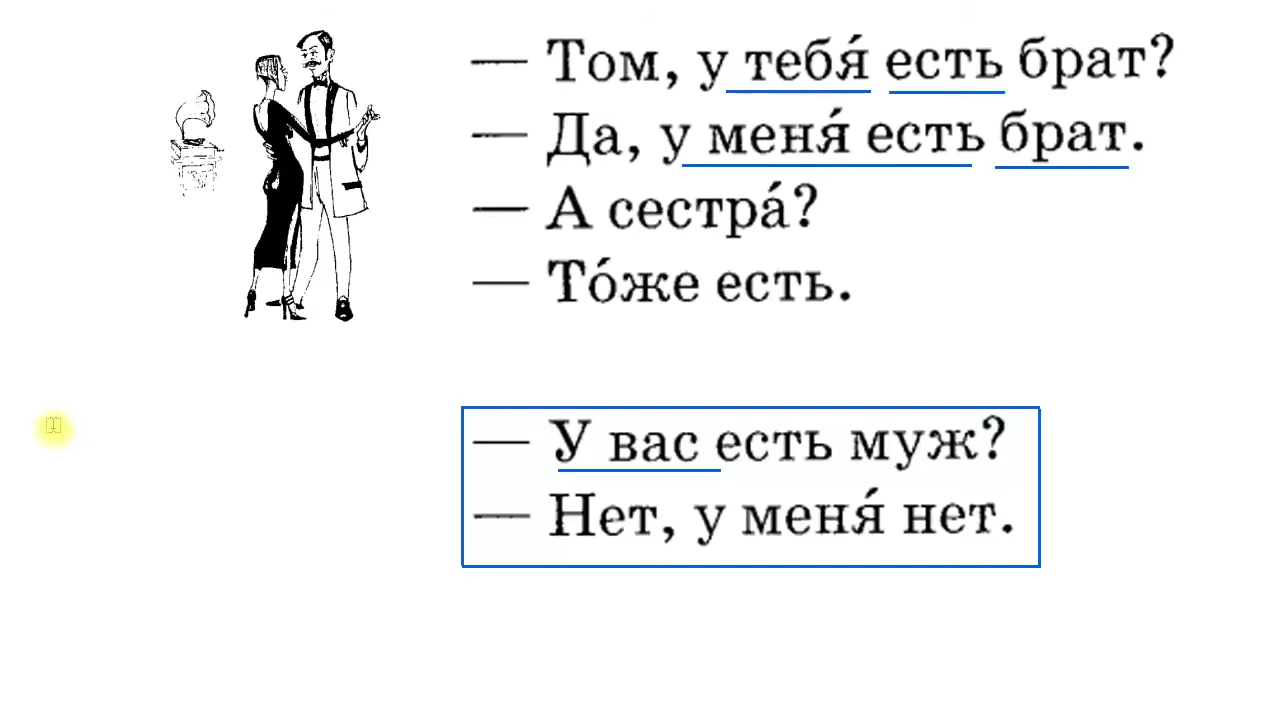 — Том, у тебя́ есть брат?
— Да, у меня́ есть брат.
— А сестра́?
— То́же есть.
— У вас есть муж?
— Нет, у меня́ нет.